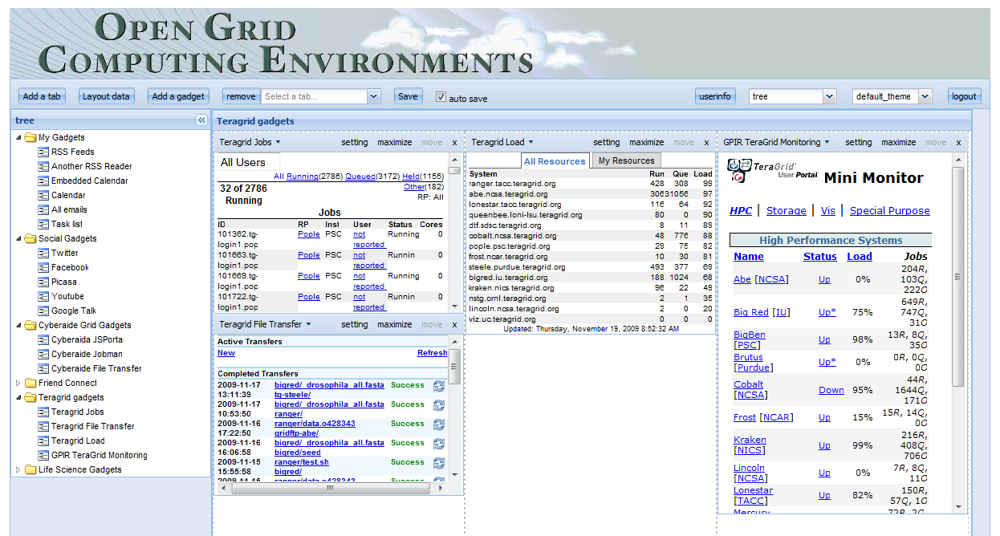 OPEN GRID
COMPUTING ENVIRONMENTS
Add a tab Layout data Add a gadget remove Select a tab... Save auto save userinfo tree default_theme logout
tree
My Gadgets
RSS Feeds
Another RSS Reader
Embedded Calendar
Calendar
All emails
Task list
Social Gadgets
Twitter
Facebook
Picasa
Youtube
Google Talk
Cyberaide Grid Gadgets
Cyberaida JSPortal
Cyberaide Jobman
Cyberaide File Transfer
Friend Connect
Teragrid gadgets
Teragrid Jobs
Teragrid File Transfer
Teragrid Load
GPIR TeraGrid Monitoring
Life Science Gadgets
Teragrid gadgets
Teragrid Jobs setting maximize move x
All Users
All Running(2786) Queued(3172) Held(1155)
Other(182)
32 of 2786
Running
RP: All
Jobs
ID RP Insl User Status Cores
101362.tg- Pople PSC not Running 0
login1.pop reported
101663.tg- Pople PSC not Runnin 0
login1.pop reported
101669.tg- Pople PSC not Running 0
login1.pop reported
101722.tg- Pople PSC not Runnin 0
login1.pop reported
Teragrid File Transfer setting maximize move x
Active Transfers
New Refresh
Completed Transfers
2009-11-17 bigred/_drosophila_all.fasta Success
13:11:39 tg-steele/
2009-11-17 bigred/_drosophila_all.fasta Success
10:53:50 ranger/
2009-11-16 ranger/data.o428343 Success
17:22:50 gridftp-abe/
2009-11-16 bigred/_drosophila_all.fasta Success
16:06:58 bigred/seed
2009-11-15 ranger/test.sh Success
15:55:58 bigred/
2009-11-15 ranger/data.o428343 Success
Teragrid Load setting maximize move x
All Resources My Resources
System Run Que Load
ranger.tacc.teragrid.org 428 308 99
abe.ncsa.teragrid.org 306 31056 97
lonestar.tacc.teragrid.org 116 64 92
queenbee.loni-lsu.teragrid.org 80 0 90
dtf.sdsc.teragrid.org 8 11 89
cobalt.ncsa.teragrid.org 48 776 88
pople.psc.teragrid.org 29 75 82
frost.ncar.teragrid.org 10 30 81
steele.purdue.teragrid.org 493 377 69
bigred.iu.teragrid.org 188 1024 68
kraken.nics.teragrid.org 96 22 49
nstg.ornl.teragrid.org 2 1 35
lincoln.ncsa.teragrid.org 2 0 20
viz.uc.teragrid.org 0 0 0
Updated: Thursday, November 19, 2009 8:52:32 AM
GPIR TeraGrid Monitoring setting maximize move x
TeraGrid
User Portal Mini Monitor
HPC | Storage | Vis | Special Purpose
High Performance Systems
Name Status Load Jobs
Abe [NCSA] Up 0% 204R, 103Q, 222O
Big Red [IU] Up* 75% 649R, 747Q, 31O
BigBen [PSC] Up 98% 13R, 8Q, 35O
Brutus [Purdue] Up* 0% 0R, 0Q, 0O
Cobalt [NCSA] Down 95% 44R, 1644Q, 171O
Frost [NCAR] Up 15% 15R, 14Q, 0O
Kraken [NICS] Up 99% 216R, 408Q, 706O
Lincoln [NCSA] Up 0% 7R, 8Q, 11O
Lonestar [TACC] Up 82% 150R, 57Q, 1O
Mercury 72R, 2Q,